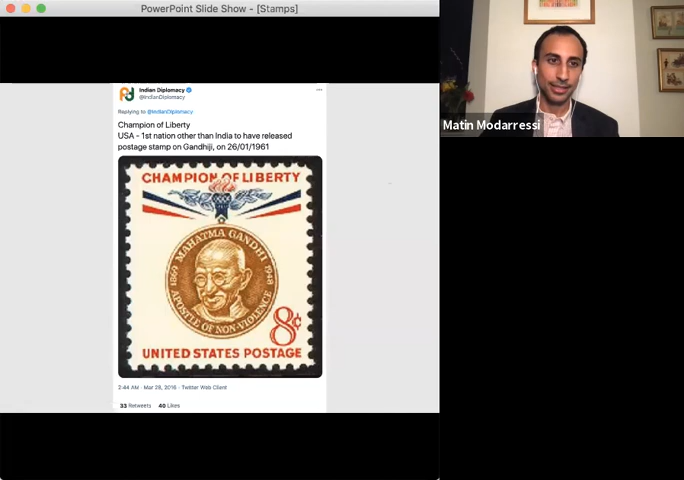 PowerPoint Slide Show - [Stamps]
Indian Diplomacy
@IndianDiplomacy
Replying to @IndianDiplomacy
Champion of Liberty
USA - 1st nation other than India to have released
postage stamp on Gandhiji, on 26/01/1961
CHAMPION OF LIBERTY
MAHATMA GANDHI
1869
1948
APOSTLE OF NON-VIOLENCE
8¢
UNITED STATES POSTAGE
2:44 AM · Mar 28, 2016 · Twitter Web Client
33 Retweets 40 Likes
Matin Modarressi